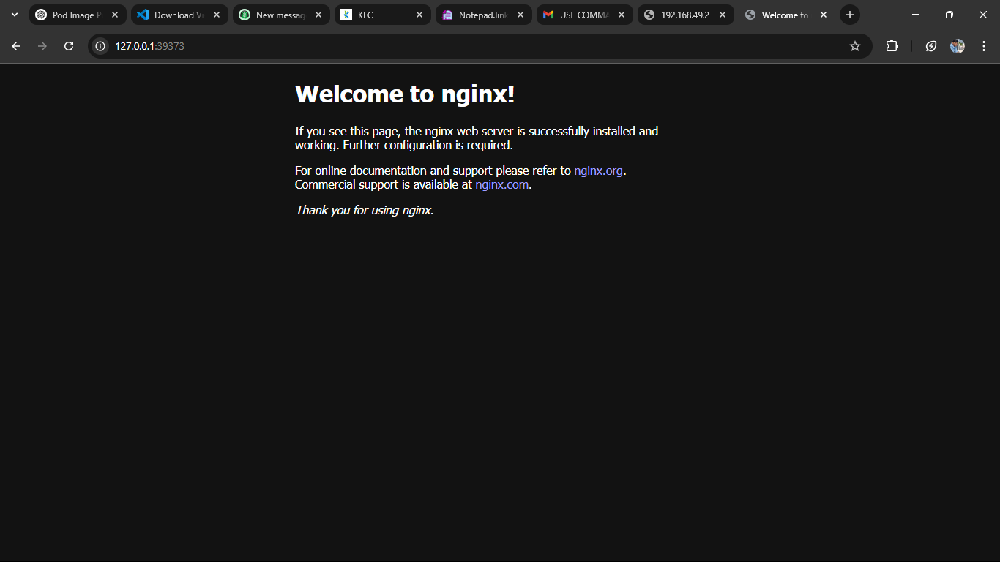 Pod Image P
Download Vi
New messag
KEC
Notepad.link
USE COMMA
192.168.49.2
Welcome to
127.0.0.1:39373
Welcome to nginx!
If you see this page, the nginx web server is successfully installed and
working. Further configuration is required.
For online documentation and support please refer to nginx.org.
Commercial support is available at nginx.com.
Thank you for using nginx.